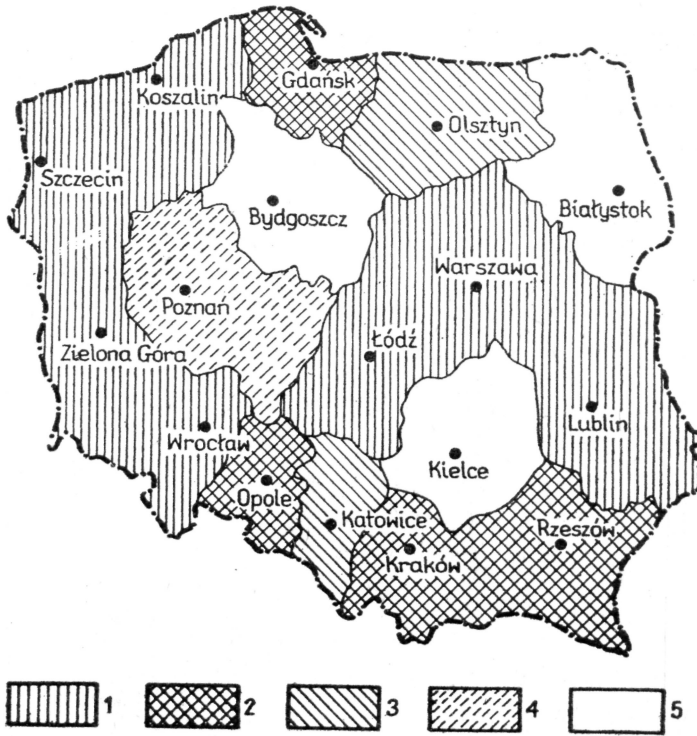 Gdańsk
Koszalin
Olsztyn
Szczecin
Białystok
Bydgoszcz
Warszawa
Poznań
Łódź
Zielona Góra
Lublin
Wrocław
Kielce
Opole
Katowice
Rzeszów
Kraków
1 2 3 4 5